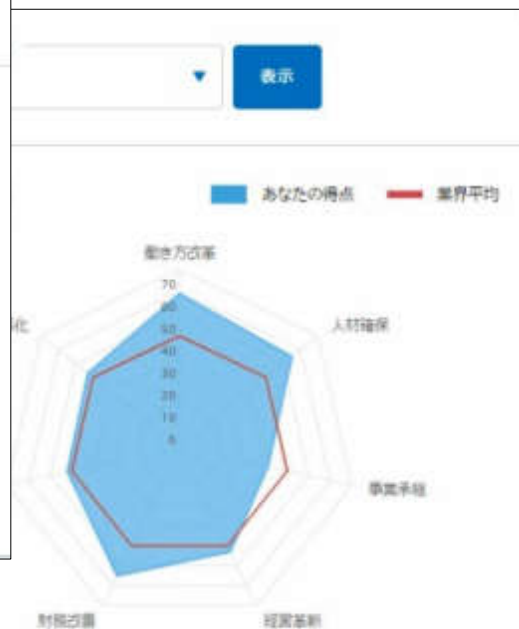 表示
あなたの得点
業界平均
働き方改革
化
人材確保
70
60
50
40
30
20
10
0
事業承継
財務改善
経営革新